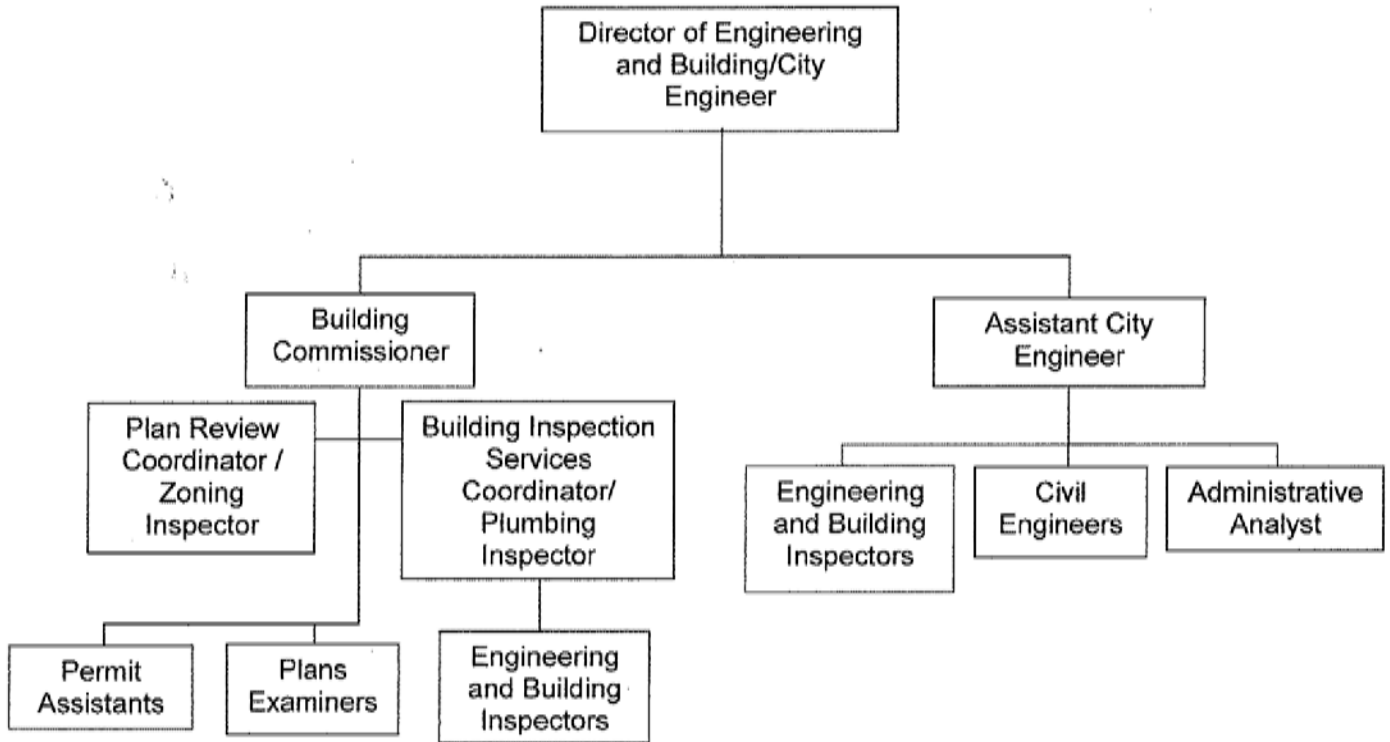 Director of Engineering
and Building/City
Engineer
Building
Commissioner
Assistant City
Engineer
Plan Review
Coordinator /
Zoning
Inspector
Building Inspection
Services
Coordinator/
Plumbing
Inspector
Engineering
and Building
Inspectors
Civil
Engineers
Administrative
Analyst
Permit
Assistants
Plans
Examiners
Engineering
and Building
Inspectors